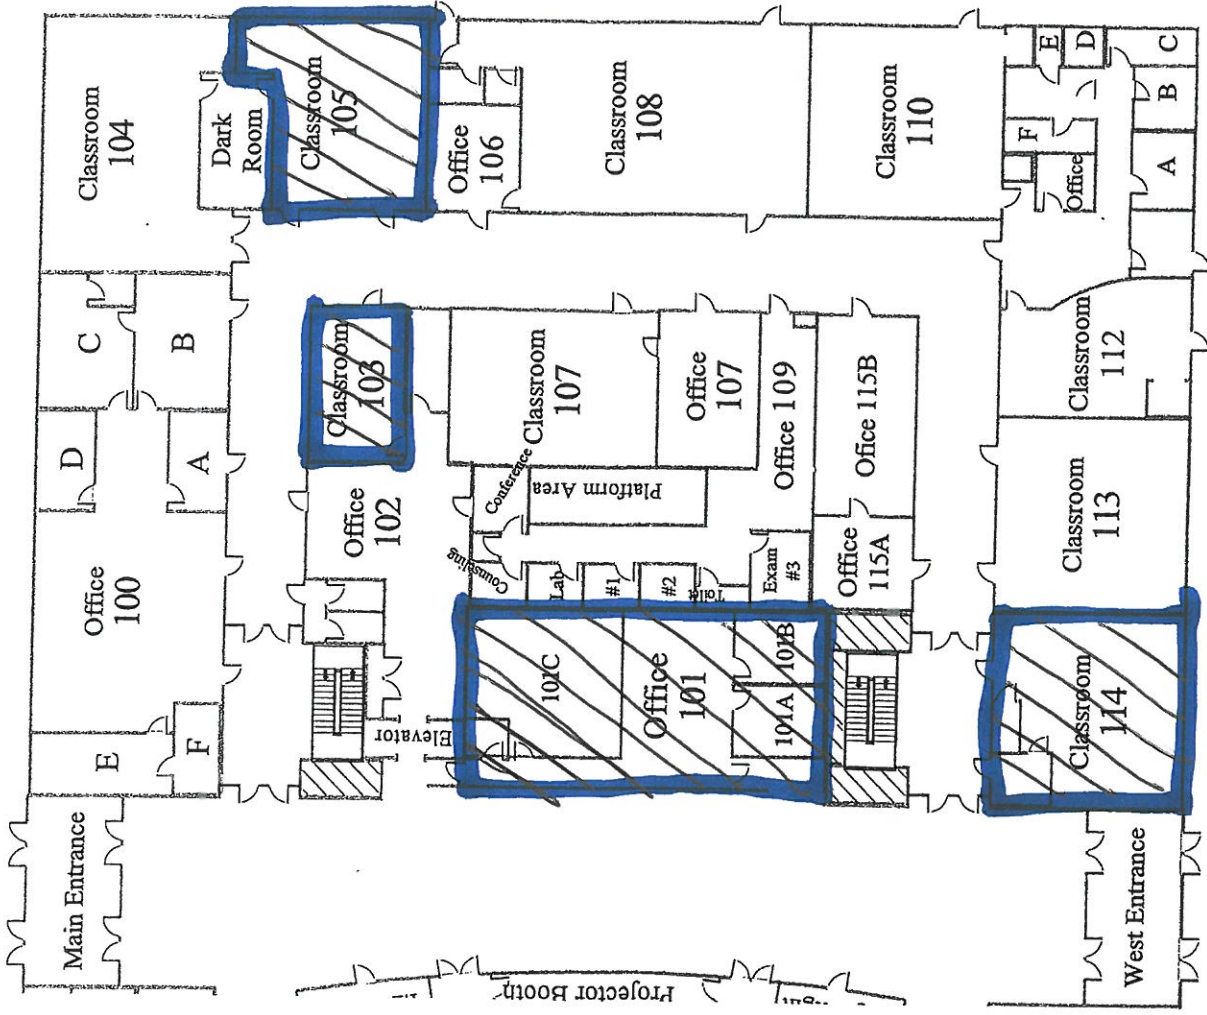 Classroom
104
Dark
Room
Classroom
105
Office
106
Classroom
108
Classroom
110
E
D
C
B
A
F
Office
C
B
D
A
Office
100
E
F
Main Entrance
Classroom
103
Office
102
Classroom
107
Office
107
Office 109
Office 115B
Office
115A
Conference
Platform Area
Counseling
Lab
#1
#2
Toilet
Exam
#3
101C
Office
101
101B
101A
Elevator
Classroom
112
Classroom
113
Classroom
114
West Entrance
Projector Booth